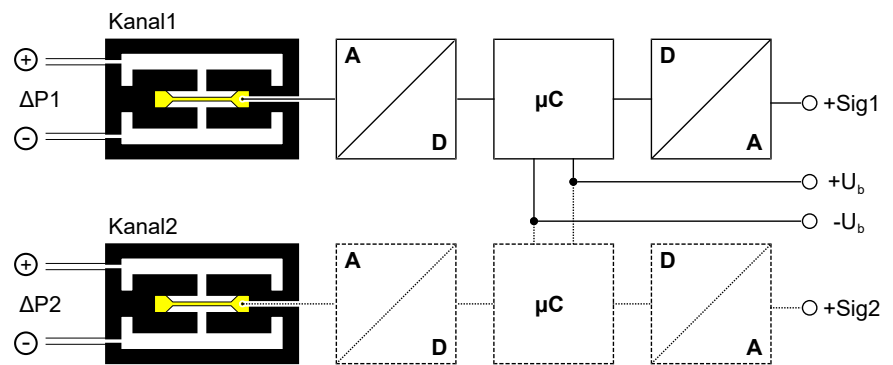 Kanal1
+
ΔP1
-
A
D
µC
D
A
+Sig1
+U_b
-U_b
Kanal2
+
ΔP2
-
A
D
µC
D
A
+Sig2